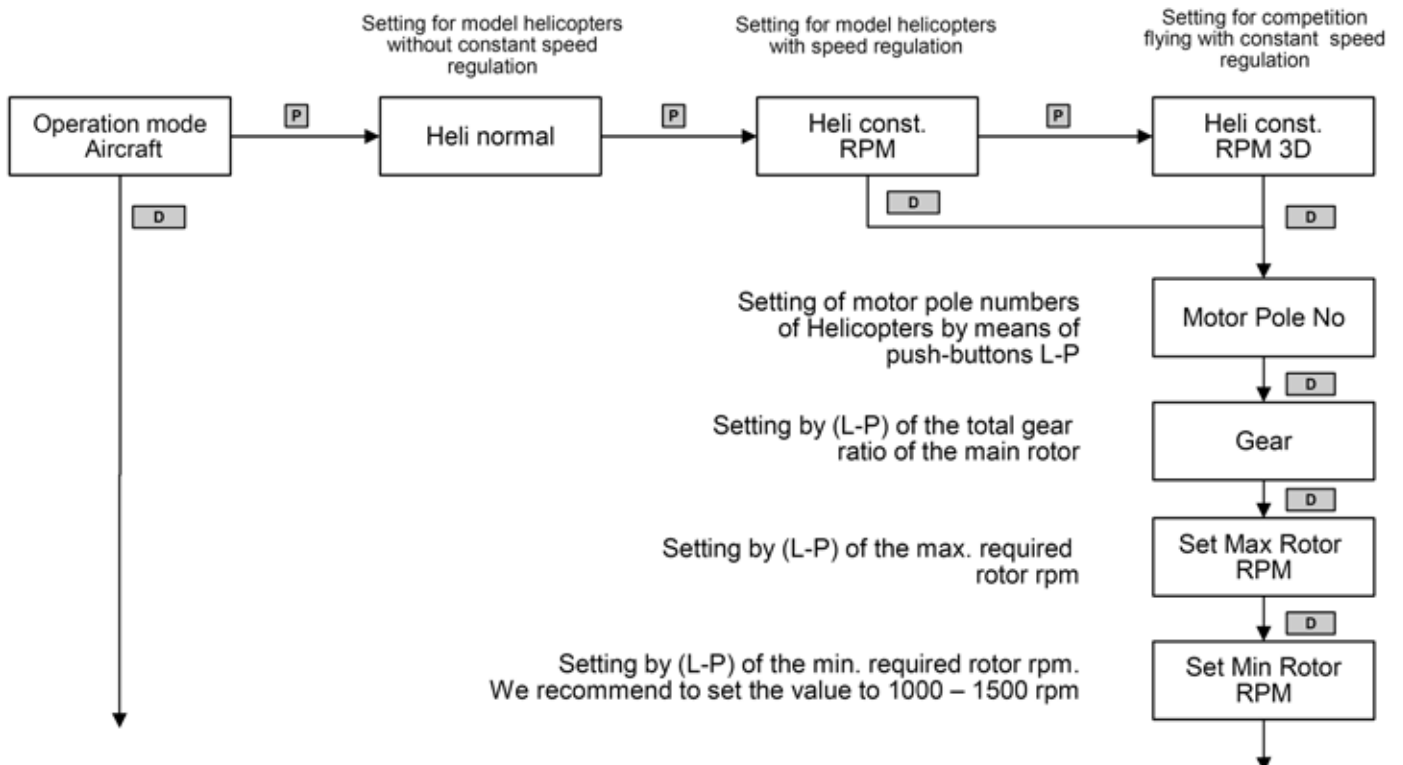 Setting for model helicopters
without constant speed
regulation
Setting for model helicopters
with speed regulation
Setting for competition
flying with constant speed
regulation
Operation mode
Aircraft
P
Heli normal
P
Heli const.
RPM
P
Heli const.
RPM 3D
D
D
D
Setting of motor pole numbers
of Helicopters by means of
push-buttons L-P
Motor Pole No
D
Setting by (L-P) of the total gear
ratio of the main rotor
Gear
D
Setting by (L-P) of the max. required
rotor rpm
Set Max Rotor
RPM
D
Setting by (L-P) of the min. required rotor rpm.
We recommend to set the value to 1000 – 1500 rpm
Set Min Rotor
RPM